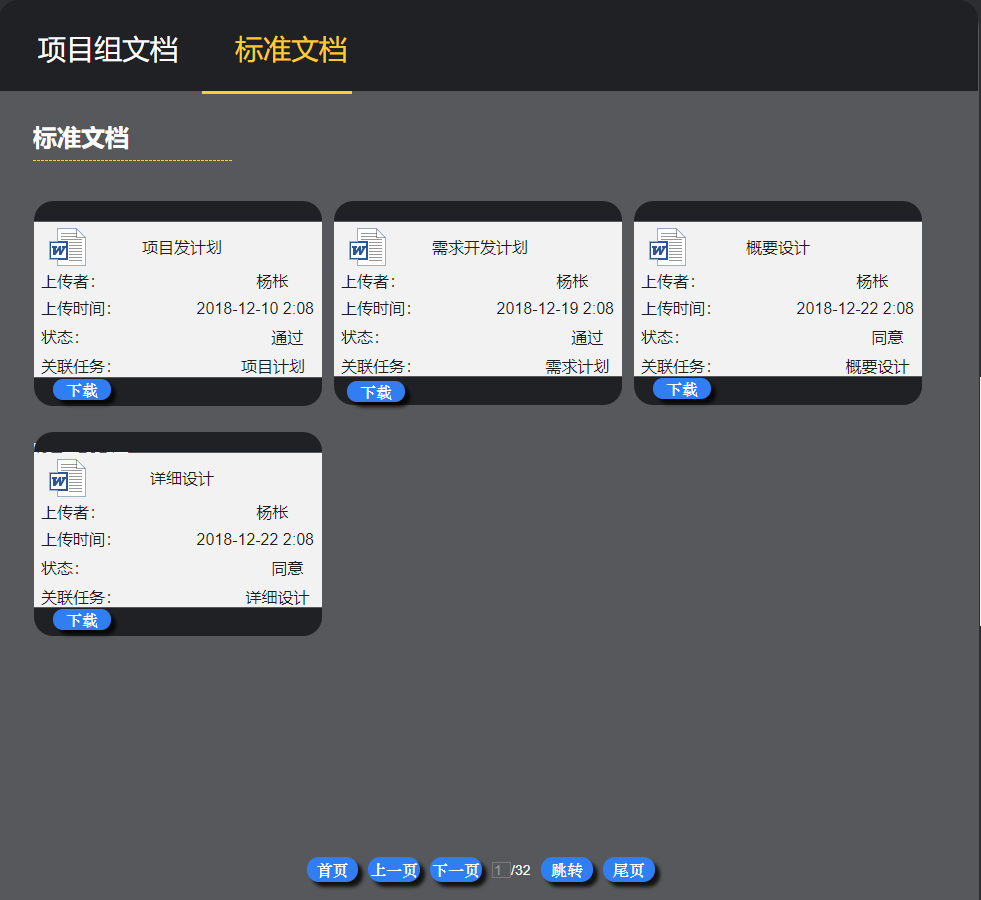 项目组文档 标准文档
标准文档
项目发计划
上传者： 杨枨
上传时间： 2018-12-10 2:08
状态： 通过
关联任务： 项目计划
下载
需求开发计划
上传者： 杨枨
上传时间： 2018-12-19 2:08
状态： 通过
关联任务： 需求计划
下载
概要设计
上传者： 杨枨
上传时间： 2018-12-22 2:08
状态： 同意
关联任务： 概要设计
下载
详细设计
上传者： 杨枨
上传时间： 2018-12-22 2:08
状态： 同意
关联任务： 详细设计
下载
首页 上一页 下一页 1/32 跳转 尾页